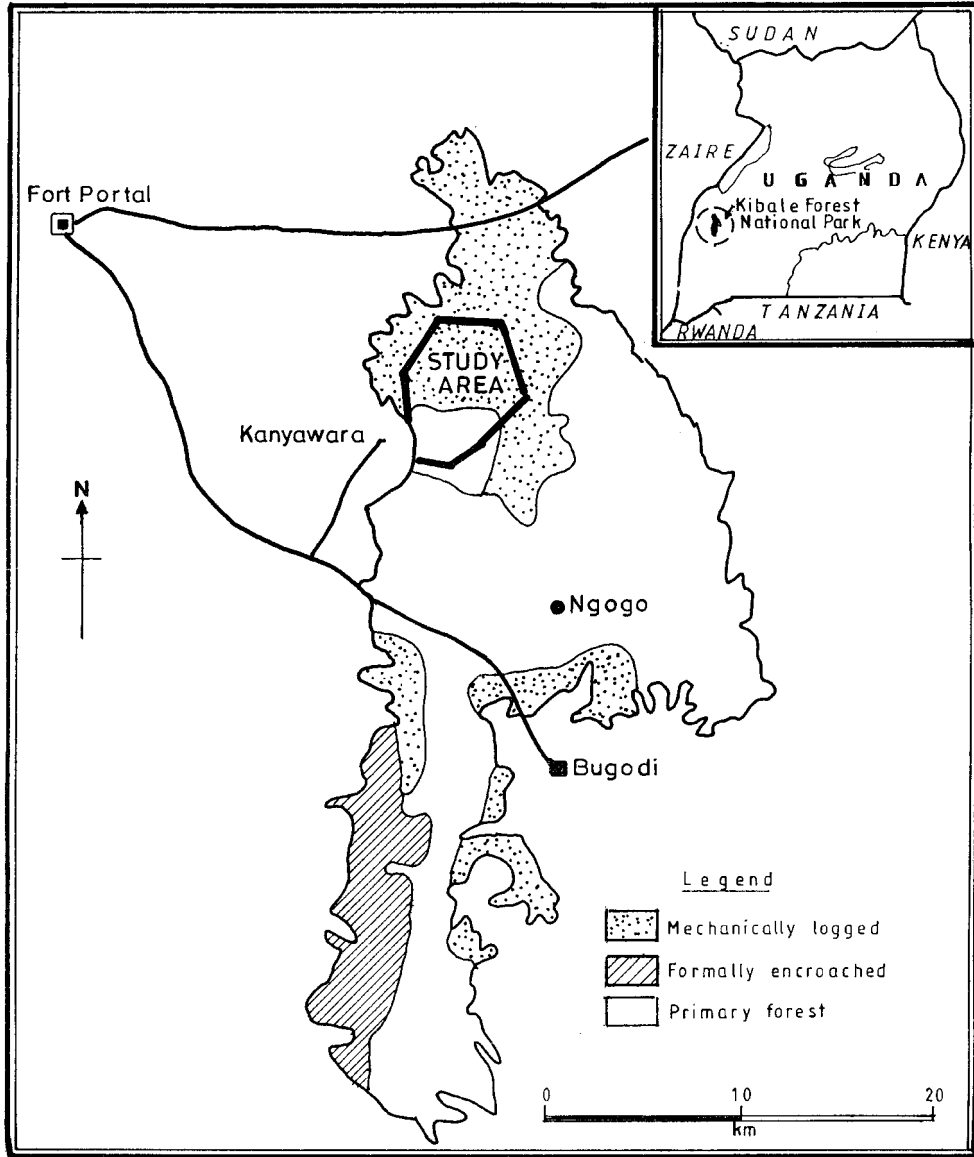 SUDAN
ZAIRE
UGANDA
Kibale Forest
National Park
KENYA
TANZANIA
RWANDA
Fort Portal
STUDY
AREA
Kanyawara
N
Ngogo
Bugodi
Legend
Mechanically logged
Formally encroached
Primary forest
0 10 20
km